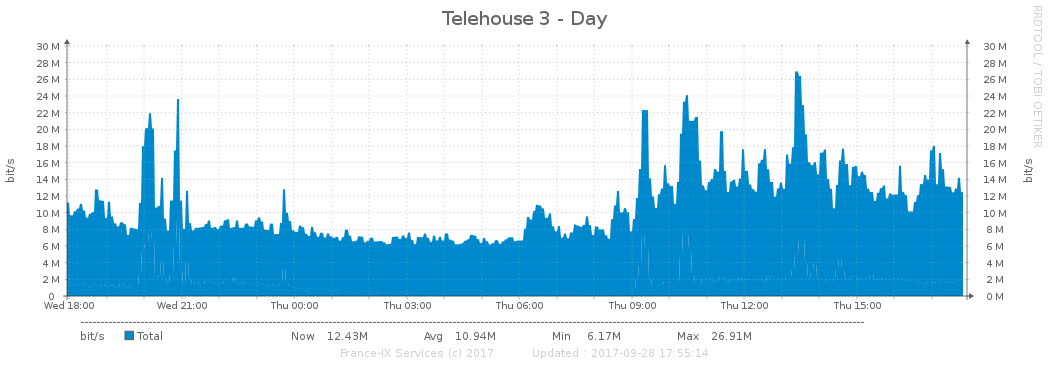 Telehouse 3 - Day
RRDTOOL / TOBI OETIKER
bit/s
30 M 30 M
28 M 28 M
26 M 26 M
24 M 24 M
22 M 22 M
20 M 20 M
18 M 18 M
16 M 16 M
14 M 14 M
12 M 12 M
10 M 10 M
8 M 8 M
6 M 6 M
4 M 4 M
2 M 2 M
0 0 M
bit/s
Wed 18:00 Wed 21:00 Thu 00:00 Thu 03:00 Thu 06:00 Thu 09:00 Thu 12:00 Thu 15:00
bit/s Total Now 12.43M Avg 10.94M Min 6.17M Max 26.91M
France-IX Services (c) 2017 Updated : 2017-09-28 17:55:14